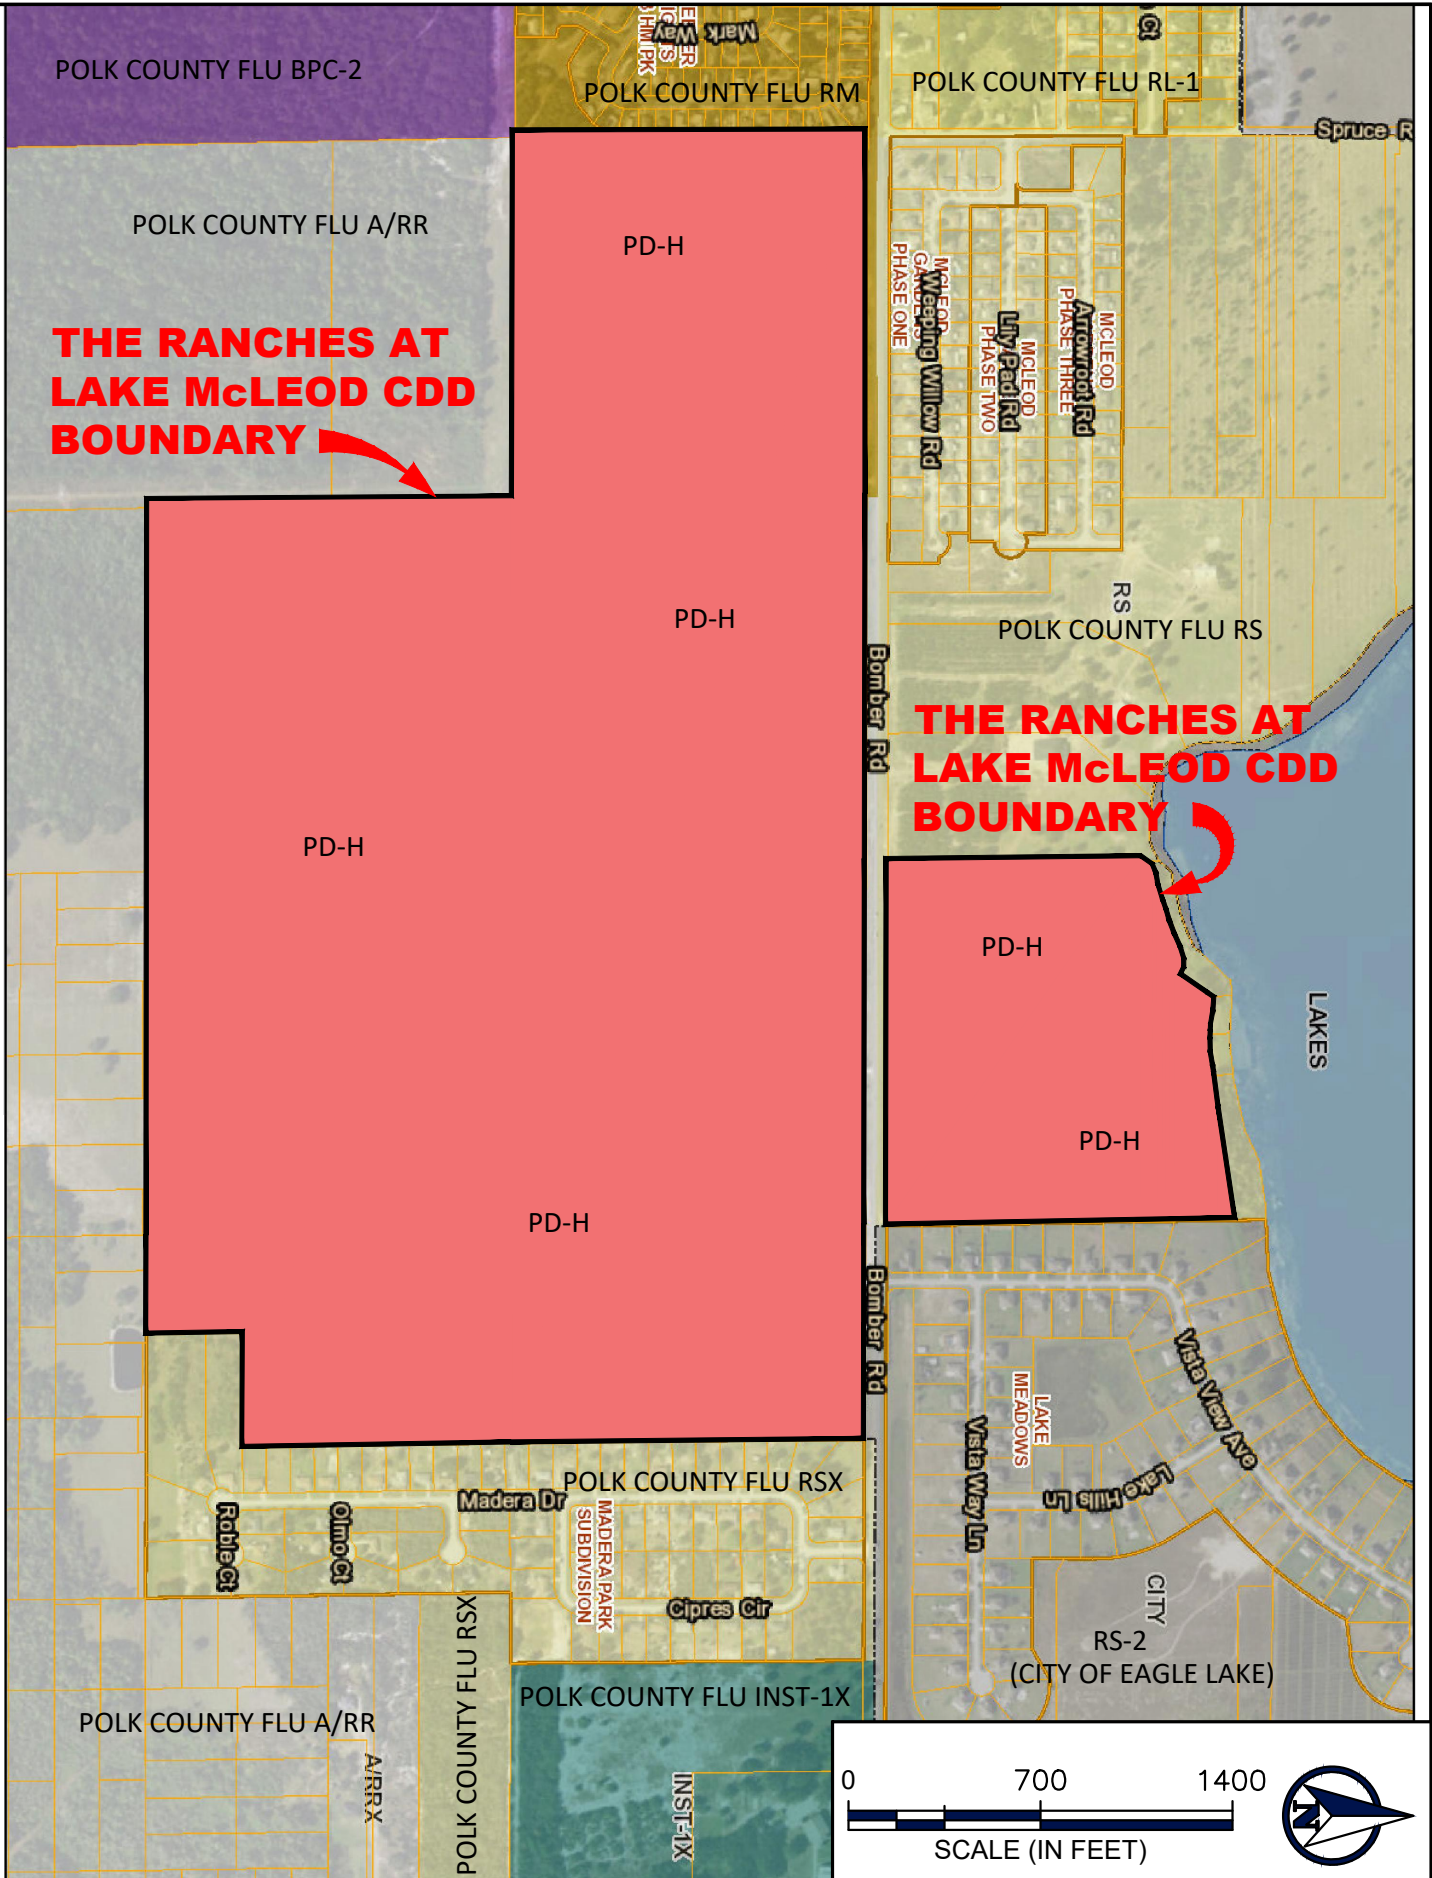 Mark Way
HM PK
Ct
POLK COUNTY FLU BPC-2
POLK COUNTY FLU RM
POLK COUNTY FLU RL-1
Spruce R
POLK COUNTY FLU A/RR
PD-H
MCLEOD
PHASE ONE
Weeping Willow Rd
Lily Pad Rd
MCLEOD
PHASE TWO
Arrowroot Rd
MCLEOD
PHASE THREE
THE RANCHES AT
LAKE McLEOD CDD
BOUNDARY
RS
PD-H
POLK COUNTY FLU RS
Bomber Rd
THE RANCHES AT
LAKE McLEOD CDD
BOUNDARY
PD-H
PD-H
LAKES
PD-H
PD-H
Bomber Rd
Vista View Ave
LAKE
MEADOWS
Vista Way Ln
Lake Hills Ln
POLK COUNTY FLU RSX
Madera Dr
Roble Ct
Olmo Ct
MADERA PARK
SUBDIVISION
Cipres Cir
CITY
RS-2
(CITY OF EAGLE LAKE)
POLK COUNTY FLU RSX
POLK COUNTY FLU INST-1X
POLK COUNTY FLU A/RR
A/RRX
INST-1X
0 700 1400
SCALE (IN FEET)
N